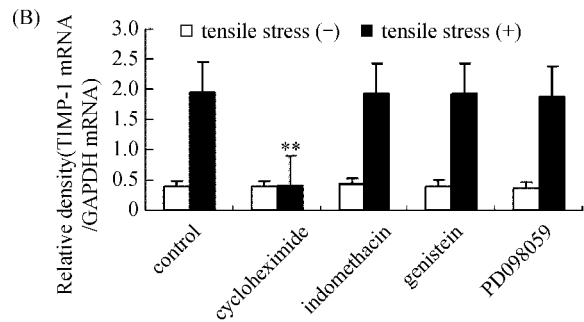 (B)
Relative density(TIMP-1 mRNA
/GAPDH mRNA)
3.0
2.5
2.0
1.5
1.0
0.5
0
□ tensile stress (−) ■ tensile stress (+)
**
control
cycloheximide
indomethacin
genistein
PD098059